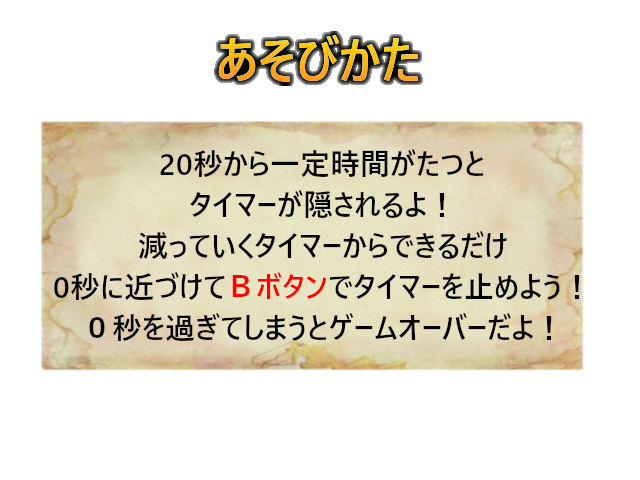 あそびかた
20秒から一定時間がたつと
タイマーが隠されるよ！
減っていくタイマーからできるだけ
0秒に近づけてＢボタンでタイマーを止めよう！
０秒を過ぎてしまうとゲームオーバーだよ！